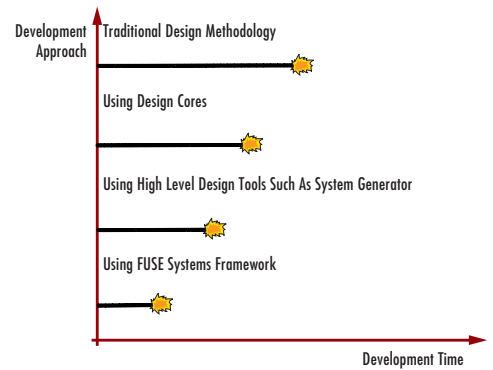 Development
Approach
Traditional Design Methodology
Using Design Cores
Using High Level Design Tools Such As System Generator
Using FUSE Systems Framework
Development Time